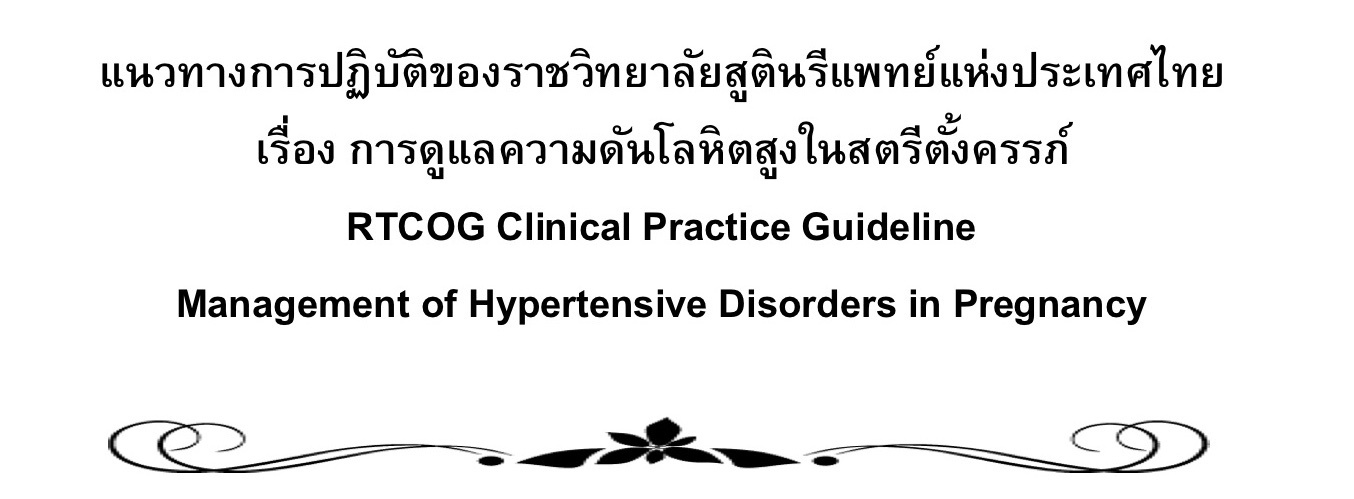 แนวทางการปฏิบัติของราชวิทยาลัยสูตินรีแพทย์แห่งประเทศไทย
เรื่อง การดูแลความดันโลหิตสูงในสตรีตั้งครรภ์
RTCOG Clinical Practice Guideline
Management of Hypertensive Disorders in Pregnancy